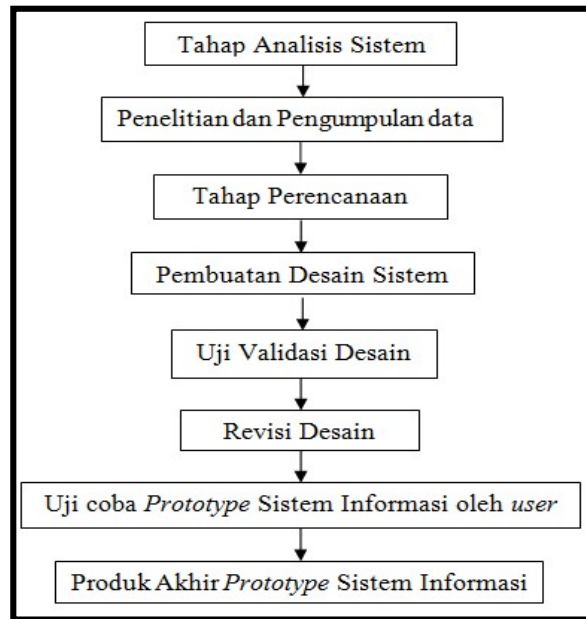 Tahap Analisis Sistem
Penelitian dan Pengumpulan data
Tahap Perencanaan
Pembuatan Desain Sistem
Uji Validasi Desain
Revisi Desain
Uji coba Prototype Sistem Informasi oleh user
Produk Akhir Prototype Sistem Informasi